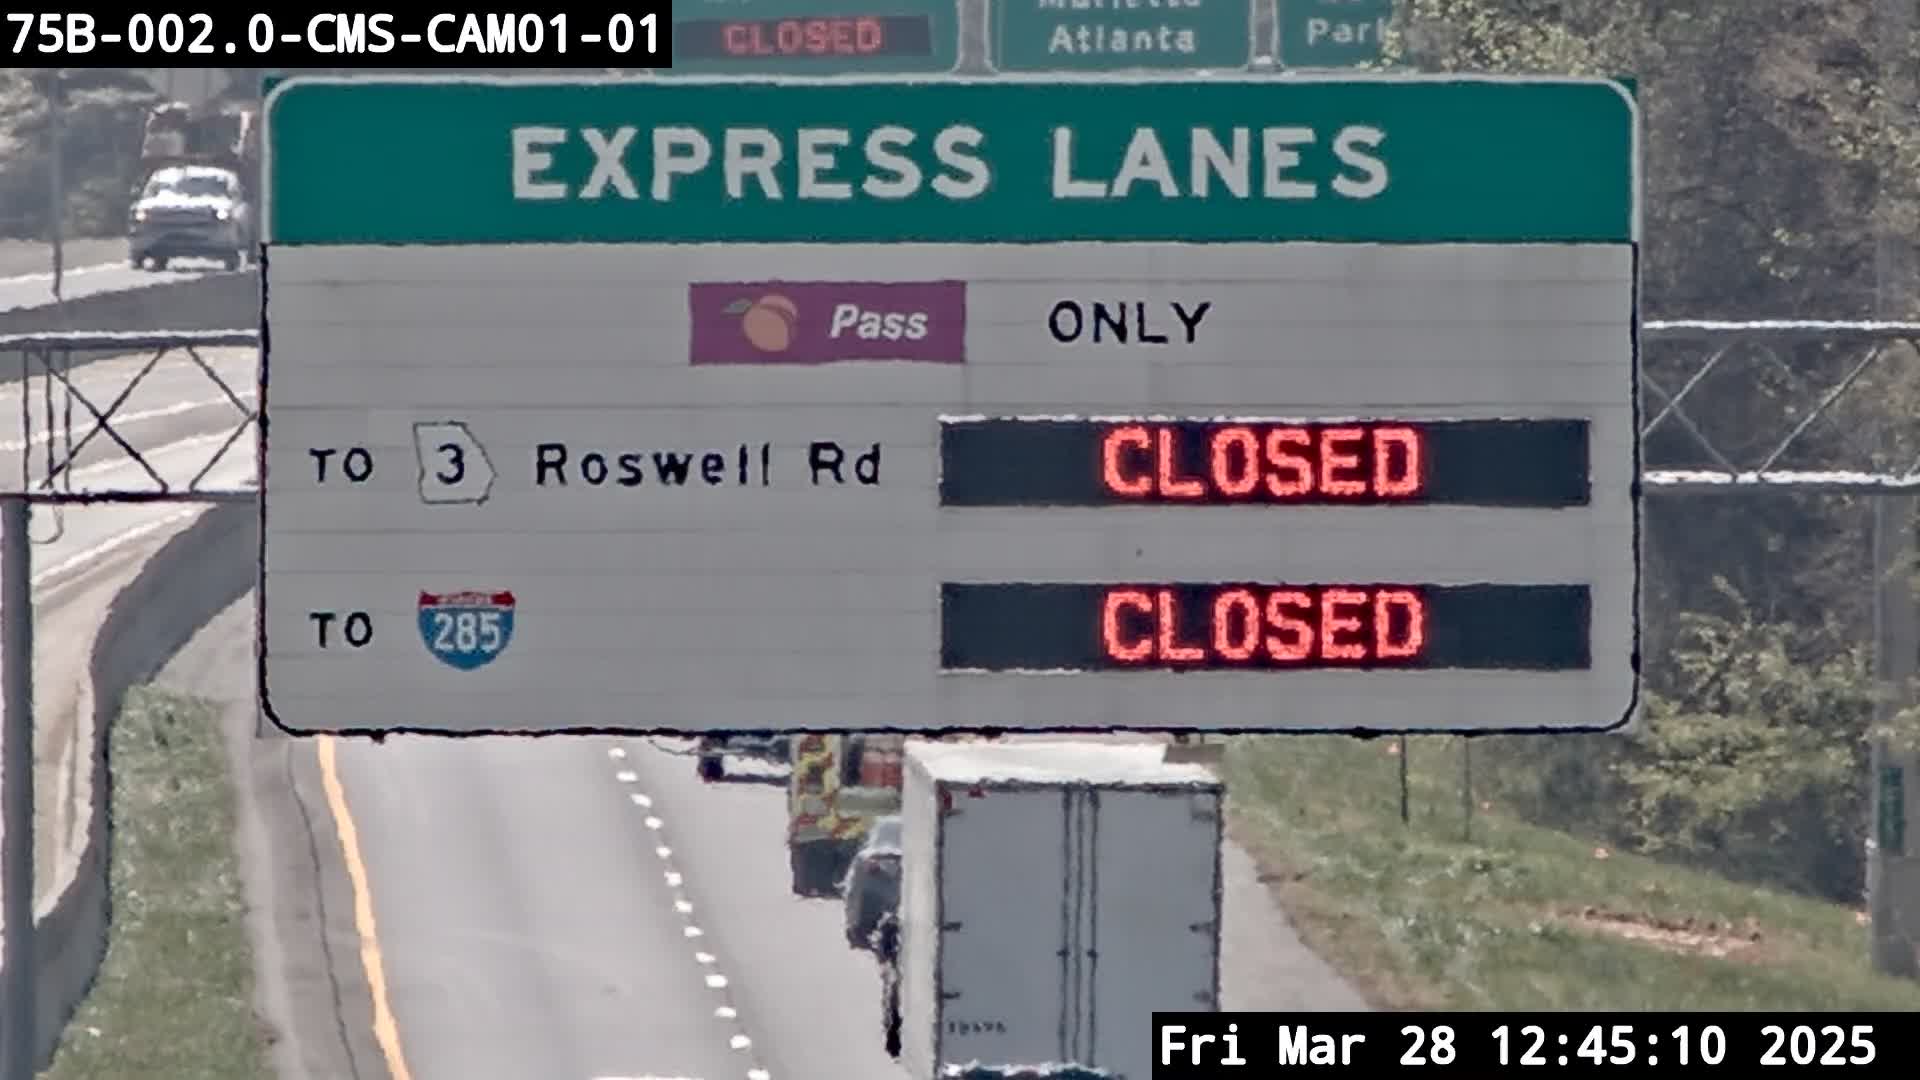 75B-002.0-CMS-CAM01-01
CLOSED
Atlanta
Park
EXPRESS LANES
Pass ONLY
TO 3 Roswell Rd CLOSED
TO 285 CLOSED
Fri Mar 28 12:45:10 2025